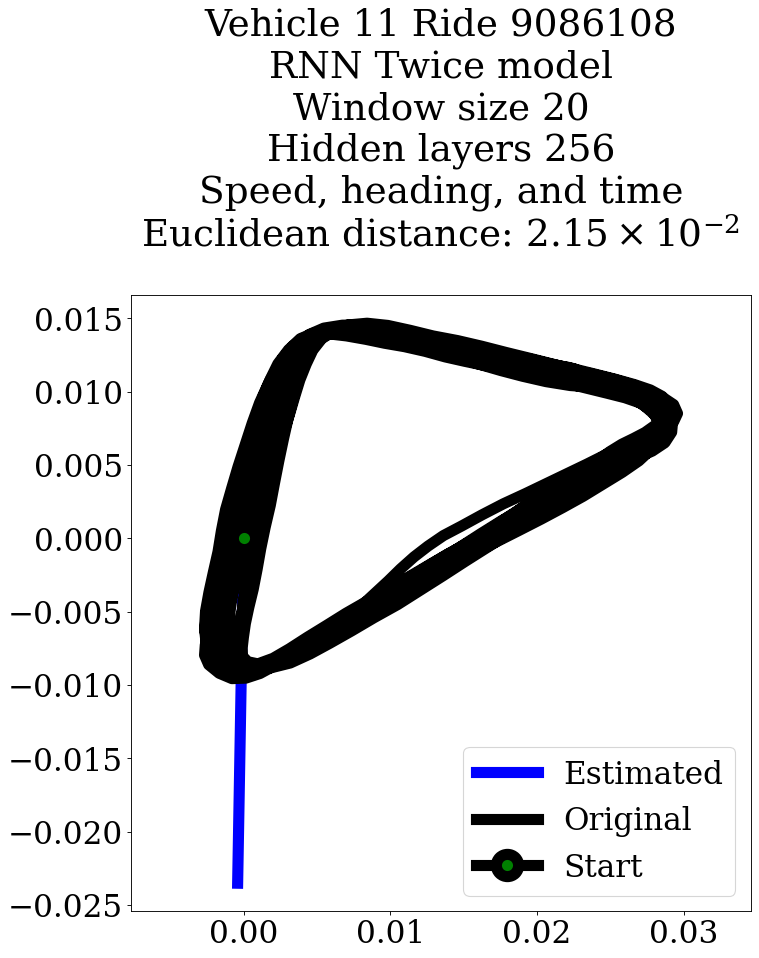 Vehicle 11 Ride 9086108
RNN Twice model
Window size 20
Hidden layers 256
Speed, heading, and time
Euclidean distance: 2.15 × 10⁻²
0.015
0.010
0.005
0.000
−0.005
−0.010
−0.015
−0.020
−0.025
0.00 0.01 0.02 0.03
Estimated
Original
Start